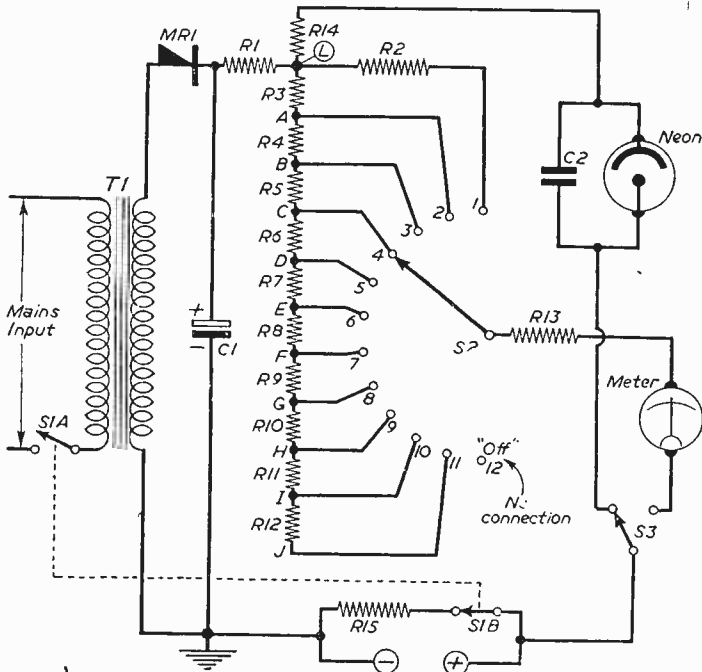 MR1
R1
R14
L
R2
R3
A
R4
B
R5
C
R6
D
R7
E
R8
F
R9
G
R10
H
R11
I
R12
J
1
2
3
4
5
6
7
8
9
10
11
"Off"
12
No
connection
T1
Mains
Input
S1A
+
−
C1
C2
Neon
S2
R13
Meter
S3
R15
S1B
−
+